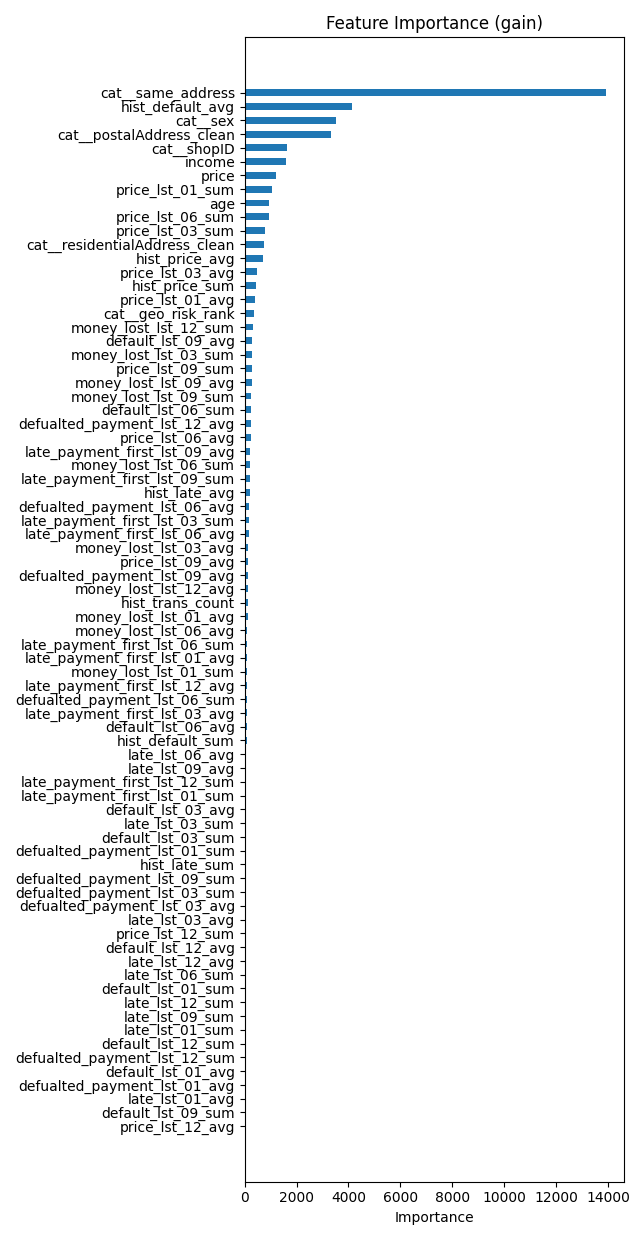 Feature Importance (gain)
cat__same_address
hist_default_avg
cat__sex
cat__postalAddress_clean
cat__shopID
income
price
price_lst_01_sum
age
price_lst_06_sum
price_lst_03_sum
cat__residentialAddress_clean
hist_price_avg
price_lst_03_avg
hist_price_sum
price_lst_01_avg
cat__geo_risk_rank
money_lost_lst_12_sum
default_lst_09_avg
money_lost_lst_03_sum
price_lst_09_sum
money_lost_lst_09_avg
money_lost_lst_09_sum
default_lst_06_sum
defualted_payment_lst_12_avg
price_lst_06_avg
late_payment_first_lst_09_avg
money_lost_lst_06_sum
late_payment_first_lst_09_sum
hist_late_avg
defualted_payment_lst_06_avg
late_payment_first_lst_03_sum
late_payment_first_lst_06_avg
money_lost_lst_03_avg
price_lst_09_avg
defualted_payment_lst_09_avg
money_lost_lst_12_avg
hist_trans_count
money_lost_lst_01_avg
money_lost_lst_06_avg
late_payment_first_lst_06_sum
late_payment_first_lst_01_avg
money_lost_lst_01_sum
late_payment_first_lst_12_avg
defualted_payment_lst_06_sum
late_payment_first_lst_03_avg
default_lst_06_avg
hist_default_sum
late_lst_06_avg
late_lst_09_avg
late_payment_first_lst_12_sum
late_payment_first_lst_01_sum
default_lst_03_avg
late_lst_03_sum
default_lst_03_sum
defualted_payment_lst_01_sum
hist_late_sum
defualted_payment_lst_09_sum
defualted_payment_lst_03_sum
defualted_payment_lst_03_avg
late_lst_03_avg
price_lst_12_sum
default_lst_12_avg
late_lst_12_avg
late_lst_06_sum
default_lst_01_sum
late_lst_12_sum
late_lst_09_sum
late_lst_01_sum
default_lst_12_sum
defualted_payment_lst_12_sum
default_lst_01_avg
defualted_payment_lst_01_avg
late_lst_01_avg
default_lst_09_sum
price_lst_12_avg
0 2000 4000 6000 8000 10000 12000 14000
Importance